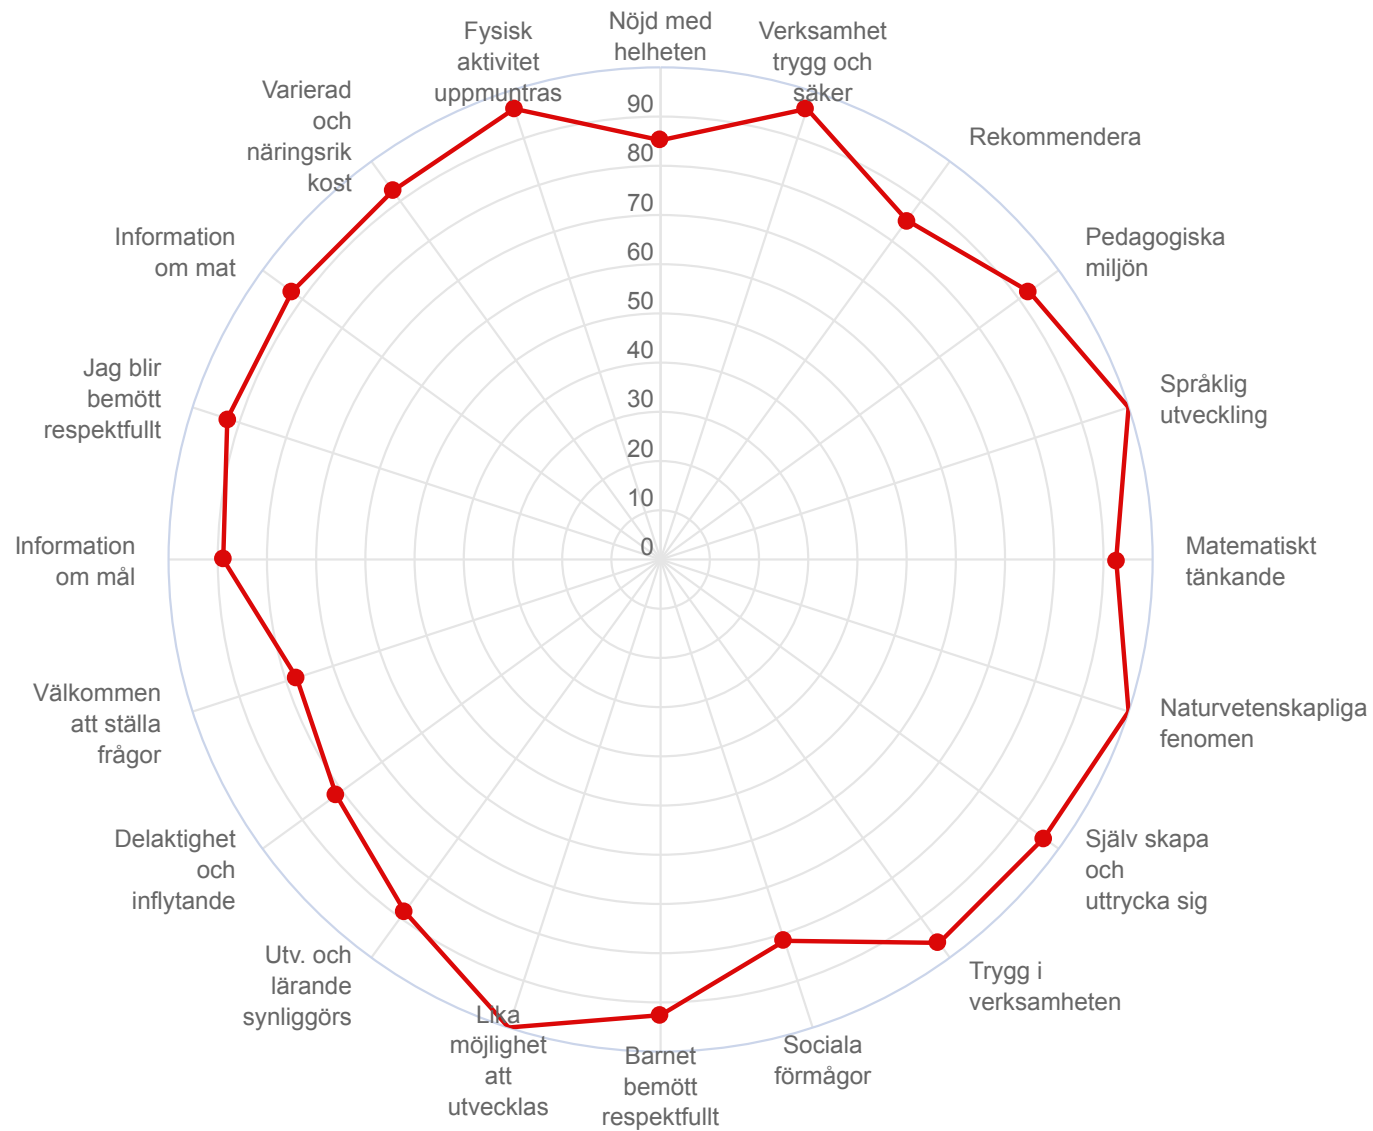 Nöjd med
helheten
Verksamhet
trygg och
säker
Rekommendera
Pedagogiska
miljön
Språklig
utveckling
Matematiskt
tänkande
Naturvetenskapliga
fenomen
Själv skapa
och
uttrycka sig
Trygg i
verksamheten
Sociala
förmågor
Barnet
bemött
respektfullt
Lika
möjlighet
att
utvecklas
Utv. och
lärande
synliggörs
Delaktighet
och
inflytande
Välkommen
att ställa
frågor
Information
om mål
Jag blir
bemött
respektfullt
Information
om mat
Varierad
och
näringsrik
kost
Fysisk
aktivitet
uppmuntras
90
80
70
60
50
40
30
20
10
0